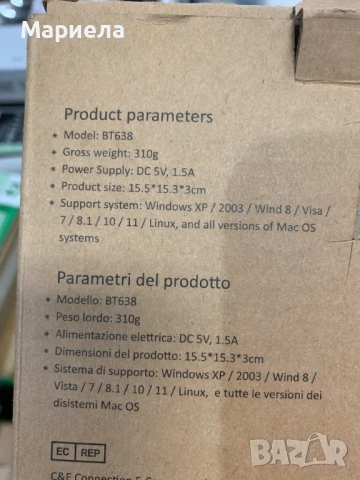 Мариела
Product parameters
• Model: BT638
• Gross weight: 310g
• Power Supply: DC 5V, 1.5A
• Product size: 15.5*15.3*3cm
• Support system: Windows XP / 2003 / Wind 8 / Visa /
7 / 8.1 / 10 / 11 / Linux, and all versions of Mac OS
systems
Parametri del prodotto
• Modello: BT638
• Peso lordo: 310g
• Alimentazione elettrica: DC 5V, 1.5A
• Dimensioni del prodotto: 15.5*15.3*3cm
• Sistema di supporto: Windows XP / 2003 / Wind 8 /
Vista / 7 / 8.1 / 10 / 11 / Linux, e tutte le versioni dei
disistemi Mac OS
EC REP
C&E Connection E-Co
BAZAR